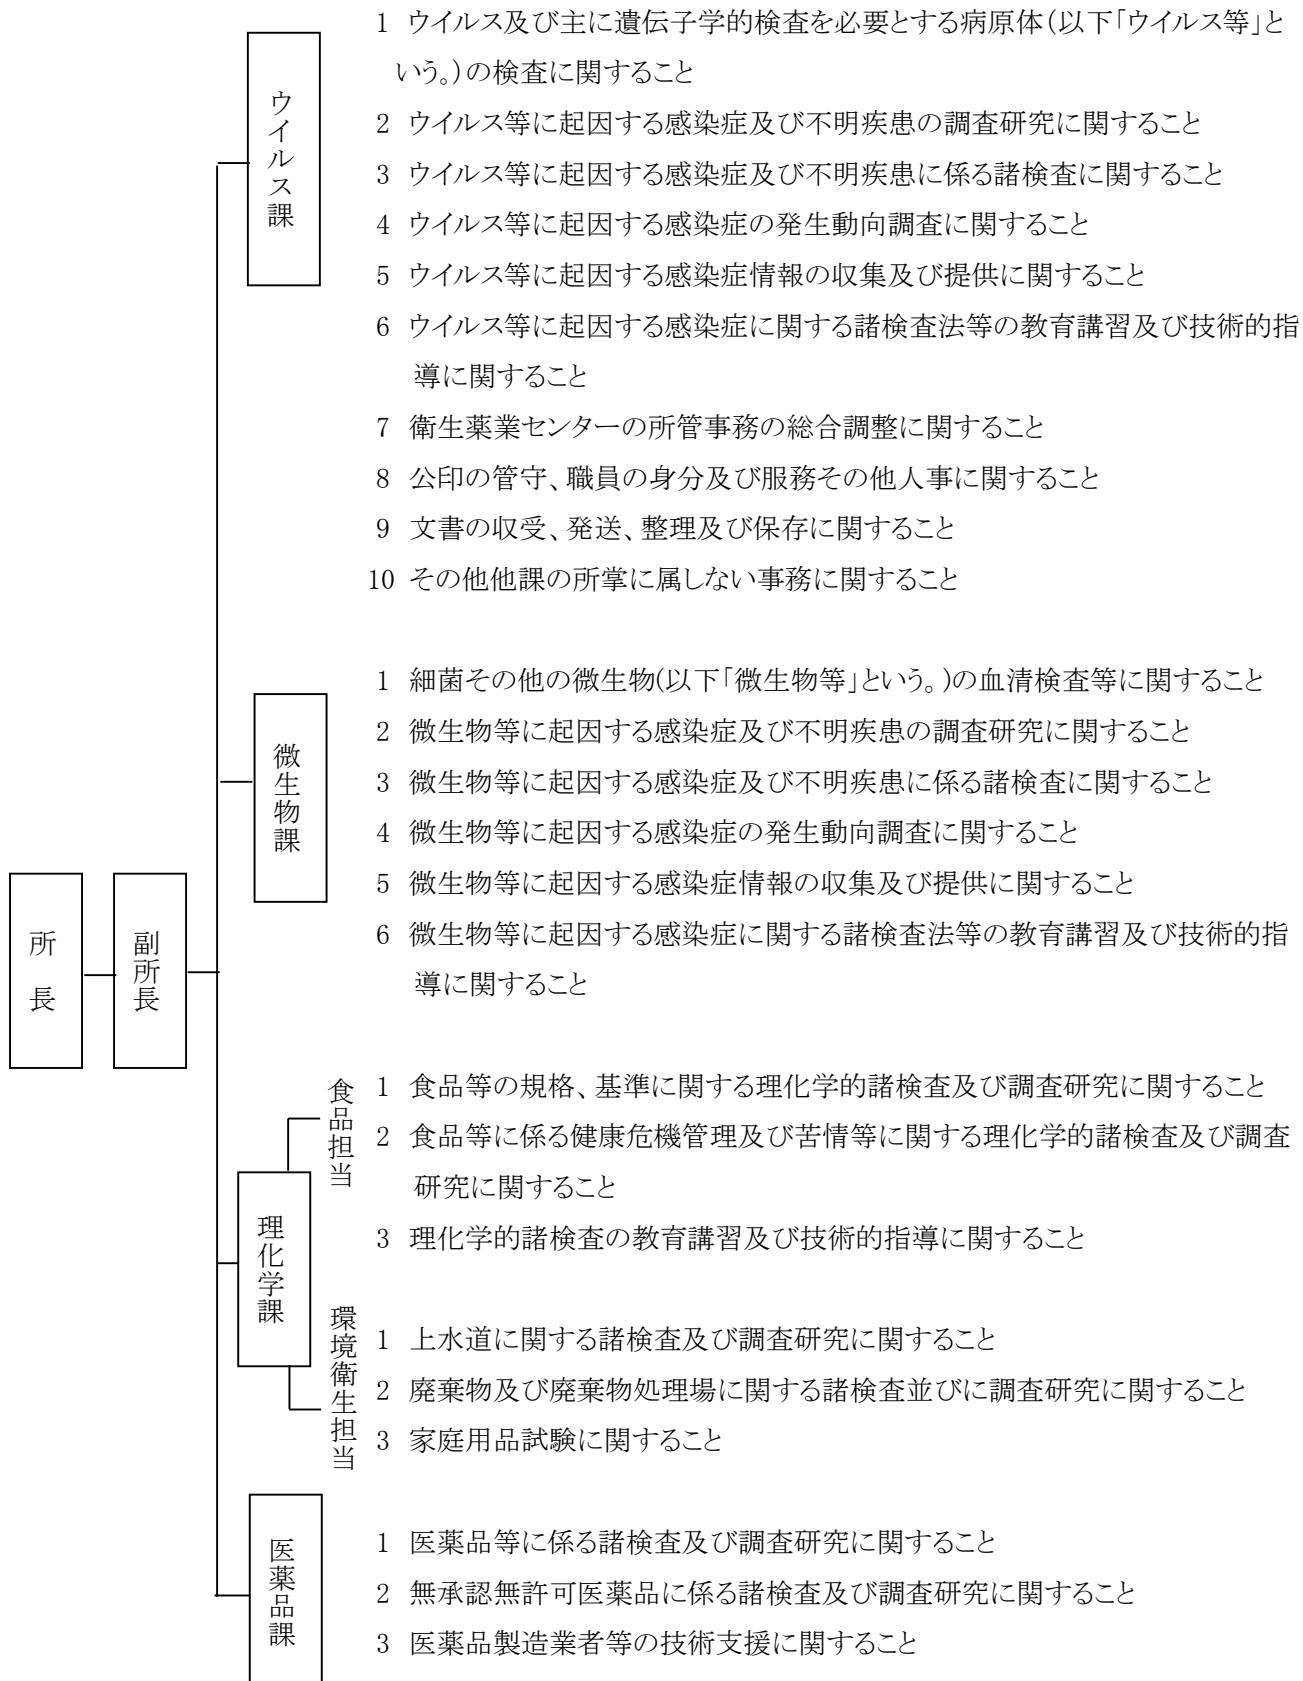 所長
副所長
ウイルス課
1 ウイルス及び主に遺伝子学的検査を必要とする病原体(以下「ウイルス等」と
いう。)の検査に関すること
2 ウイルス等に起因する感染症及び不明疾患の調査研究に関すること
3 ウイルス等に起因する感染症及び不明疾患に係る諸検査に関すること
4 ウイルス等に起因する感染症の発生動向調査に関すること
5 ウイルス等に起因する感染症情報の収集及び提供に関すること
6 ウイルス等に起因する感染症に関する諸検査法等の教育講習及び技術的指
導に関すること
7 衛生薬業センターの所管事務の総合調整に関すること
8 公印の管守、職員の身分及び服務その他人事に関すること
9 文書の収受、発送、整理及び保存に関すること
10 その他他課の所掌に属しない事務に関すること
微生物課
1 細菌その他の微生物(以下「微生物等」という。)の血清検査等に関すること
2 微生物等に起因する感染症及び不明疾患の調査研究に関すること
3 微生物等に起因する感染症及び不明疾患に係る諸検査に関すること
4 微生物等に起因する感染症の発生動向調査に関すること
5 微生物等に起因する感染症情報の収集及び提供に関すること
6 微生物等に起因する感染症に関する諸検査法等の教育講習及び技術的指
導に関すること
理化学課
食品担当
1 食品等の規格、基準に関する理化学的諸検査及び調査研究に関すること
2 食品等に係る健康危機管理及び苦情等に関する理化学的諸検査及び調査
研究に関すること
3 理化学的諸検査の教育講習及び技術的指導に関すること
環境衛生担当
1 上水道に関する諸検査及び調査研究に関すること
2 廃棄物及び廃棄物処理場に関する諸検査並びに調査研究に関すること
3 家庭用品試験に関すること
医薬品課
1 医薬品等に係る諸検査及び調査研究に関すること
2 無承認無許可医薬品に係る諸検査及び調査研究に関すること
3 医薬品製造業者等の技術支援に関すること